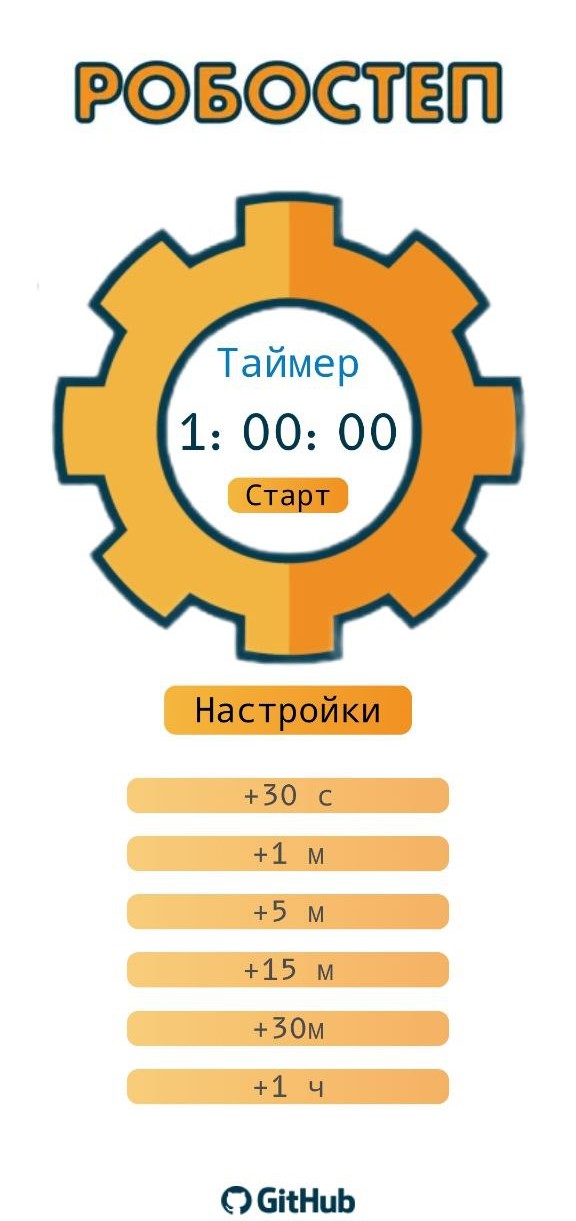 РОБОСТЕП
Таймер
1: 00: 00
Старт
Настройки
+30 с
+1 м
+5 м
+15 м
+30м
+1 ч
GitHub